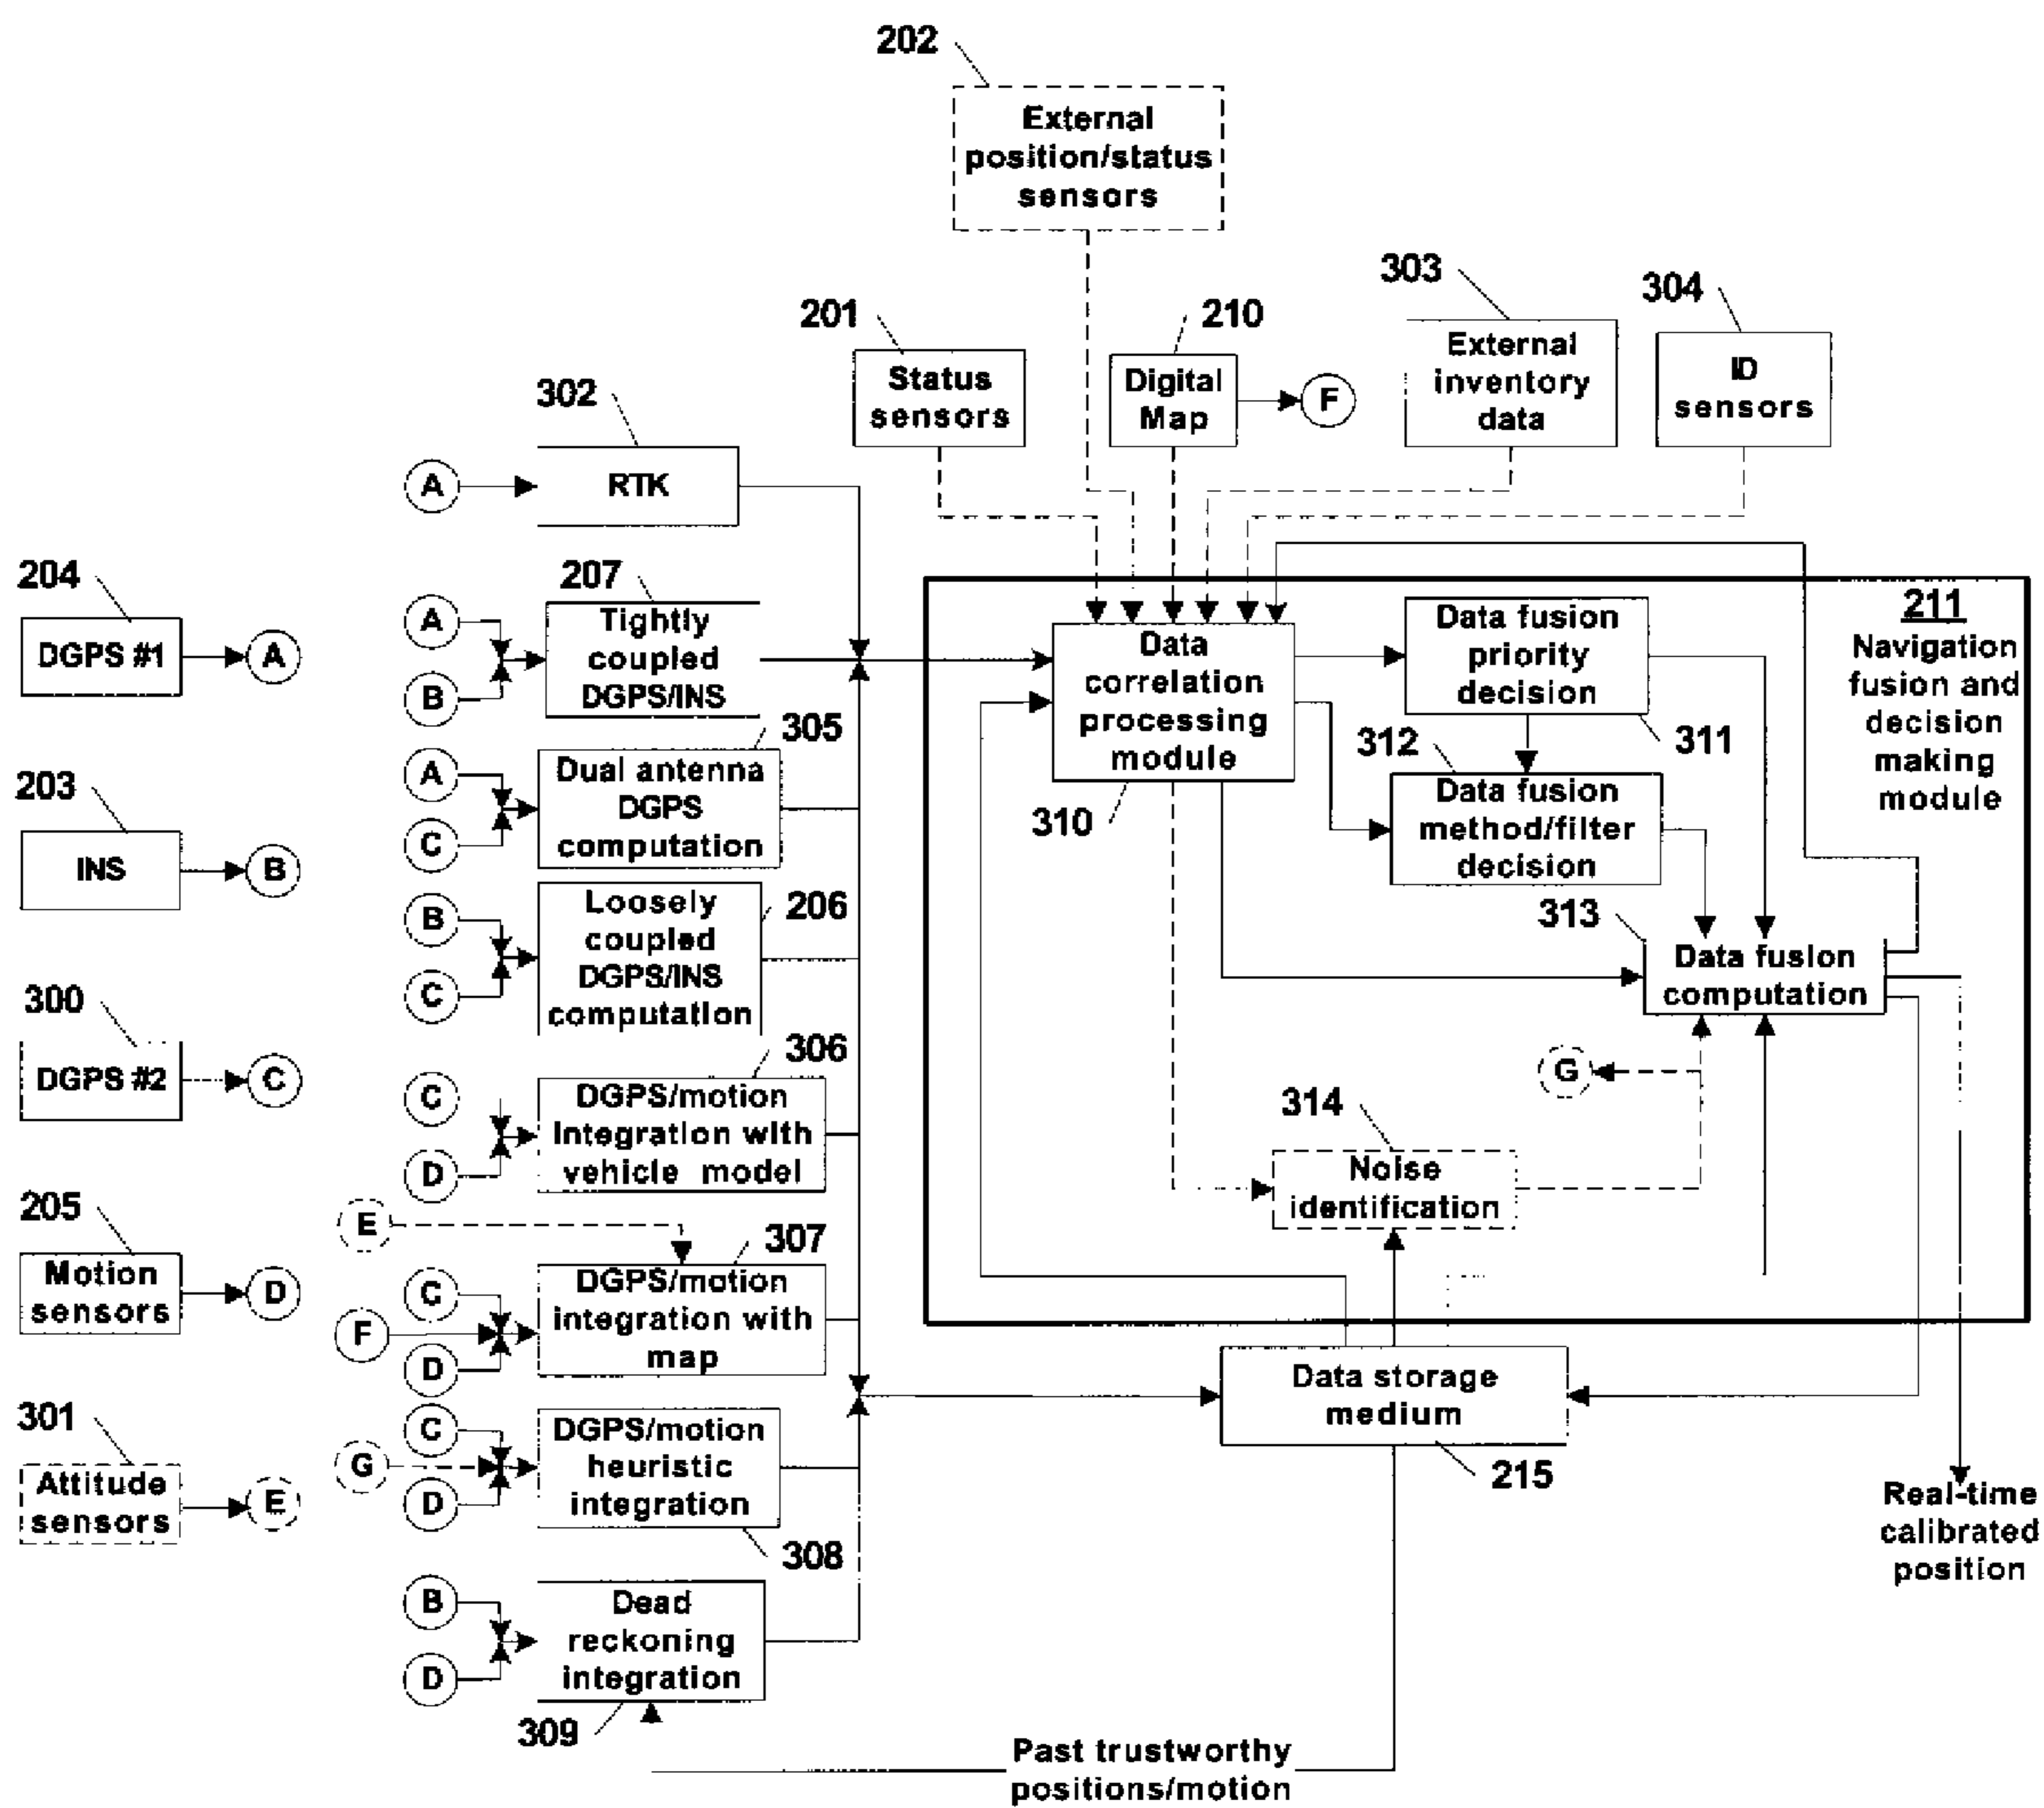 202
External
position/status
sensors
303
304
201
210
External
inventory
data
ID
sensors
Status
sensors
Digital
Map
F
302
A
RTK
204
207
211
Navigation
fusion and
decision
making
module
DGPS #1
A
A
B
Tightly
coupled
DGPS/INS
Data
correlation
processing
module
310
Data fusion
priority
decision
311
312
305
203
A
C
Dual antenna
DGPS
computation
Data fusion
method/filter
decision
INS
B
B
C
Loosely
coupled
DGPS/INS
computation
206
313
Data fusion
computation
300
DGPS #2
C
306
C
D
DGPS/motion
integration with
vehicle model
G
314
Noise
identification
205
E
307
Motion
sensors
D
C
F
D
DGPS/motion
integration with
map
Data storage
medium
215
301
Attitude
sensors
E
C
G
D
DGPS/motion
heuristic
integration
308
Real-time
calibrated
position
B
D
Dead
reckoning
integration
309
Past trustworthy
positions/motion